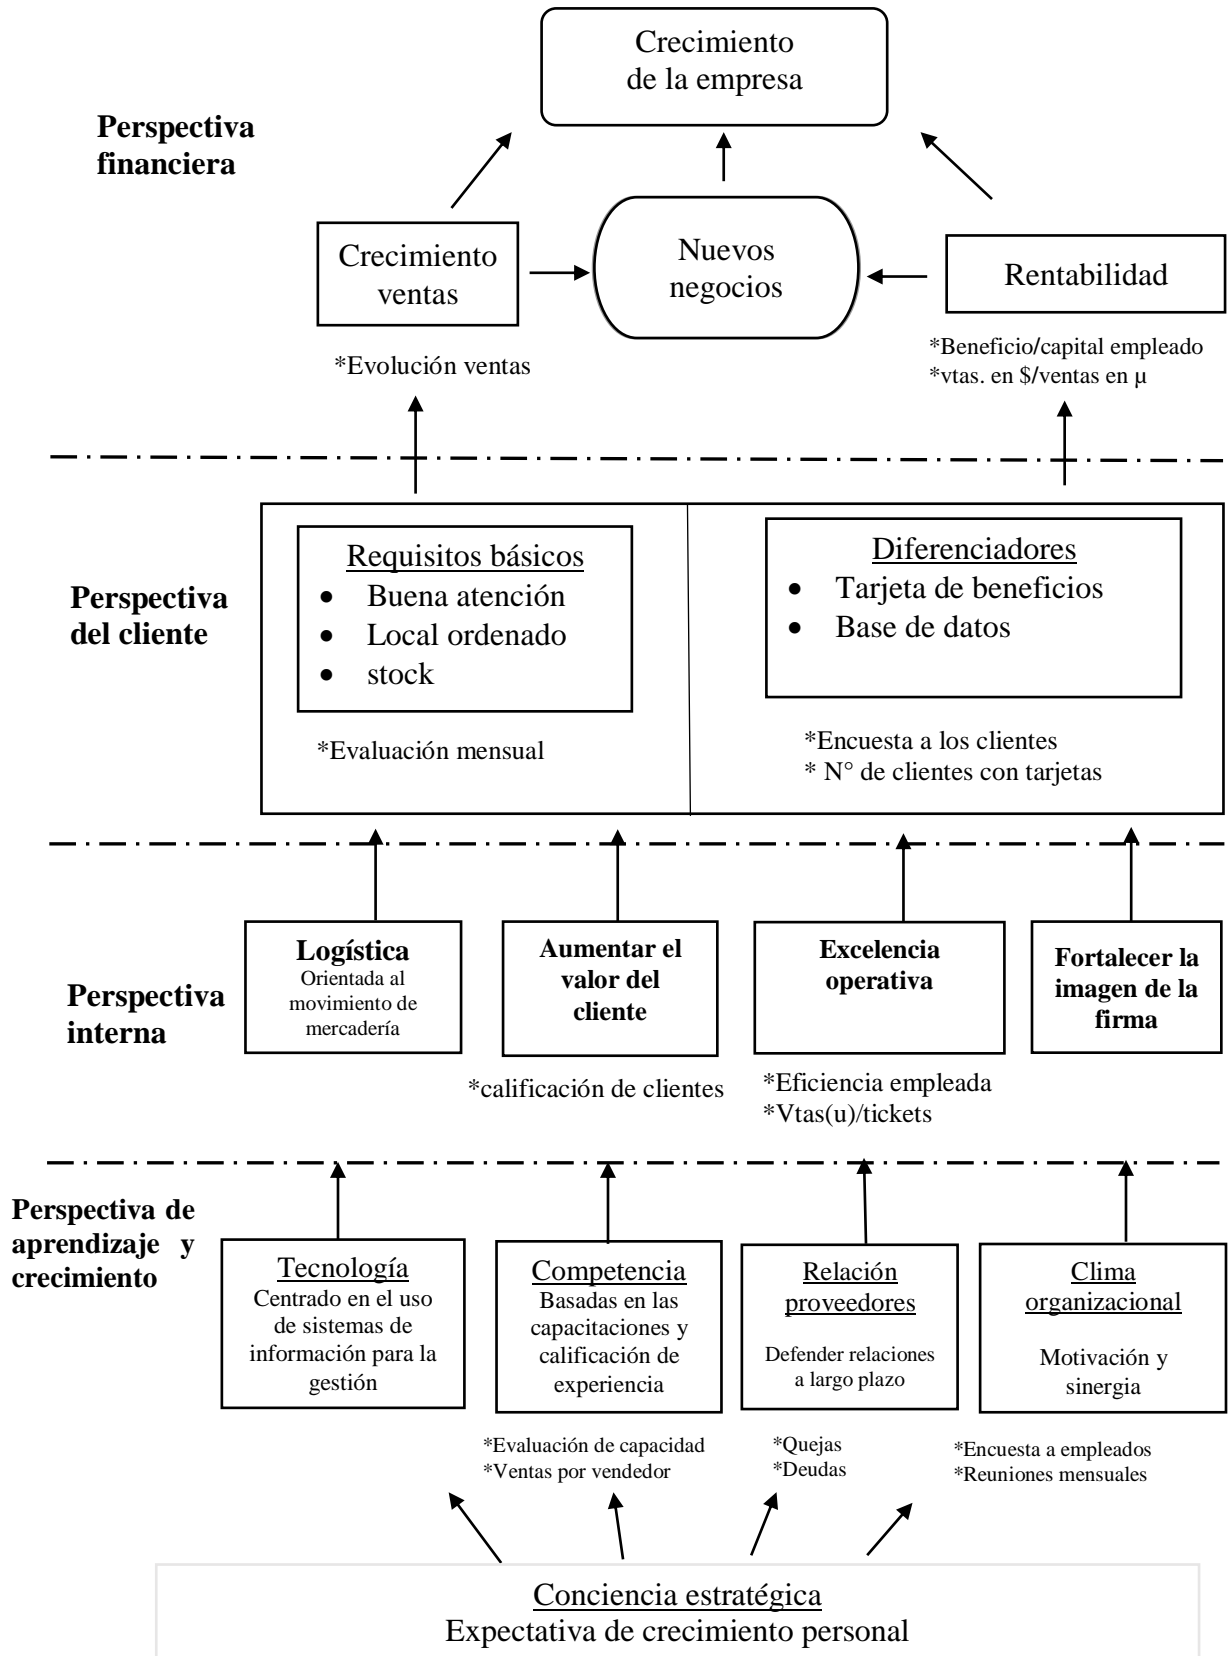 Crecimiento
de la empresa
Perspectiva
financiera
Crecimiento
ventas
Nuevos
negocios
Rentabilidad
*Evolución ventas
*Beneficio/capital empleado
*vtas. en $/ventas en µ
Perspectiva
del cliente
Requisitos básicos
• Buena atención
• Local ordenado
• stock
*Evaluación mensual
Diferenciadores
• Tarjeta de beneficios
• Base de datos
*Encuesta a los clientes
* N° de clientes con tarjetas
Perspectiva
interna
Logística
Orientada al
movimiento de
mercadería
Aumentar el
valor del
cliente
*calificación de clientes
Excelencia
operativa
*Eficiencia empleada
*Vtas(u)/tickets
Fortalecer la
imagen de la
firma
Perspectiva de
aprendizaje y
crecimiento
Tecnología
Centrado en el uso
de sistemas de
información para la
gestión
Competencia
Basadas en las
capacitaciones y
calificación de
experiencia
*Evaluación de capacidad
*Ventas por vendedor
Relación
proveedores
Defender relaciones
a largo plazo
*Quejas
*Deudas
Clima
organizacional
Motivación y
sinergia
*Encuesta a empleados
*Reuniones mensuales
Conciencia estratégica
Expectativa de crecimiento personal